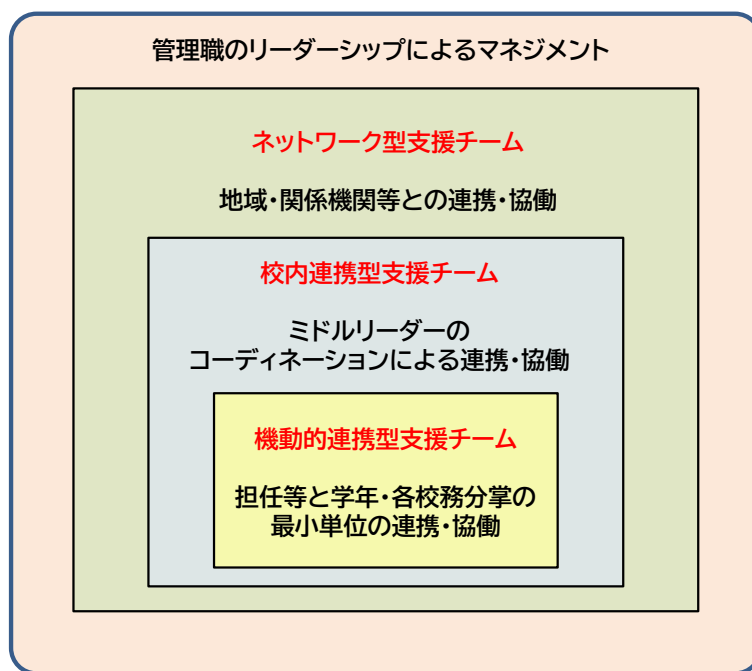 管理職のリーダーシップによるマネジメント
ネットワーク型支援チーム
地域・関係機関等との連携・協働
校内連携型支援チーム
ミドルリーダーの
コーディネーションによる連携・協働
機動的連携型支援チーム
担任等と学年・各校務分掌の
最小単位の連携・協働